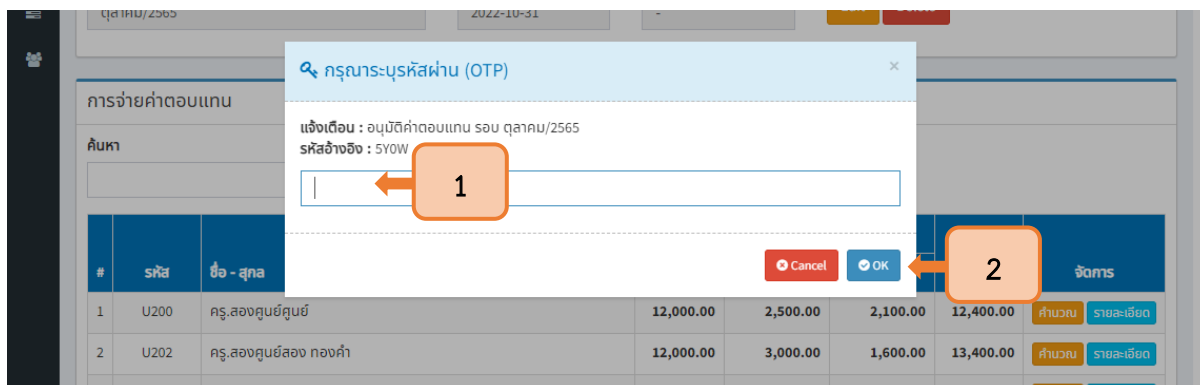 ตุลาคม/2565 2022-10-31 -
กรุณาระบุรหัสผ่าน (OTP) ×
การจ่ายค่าตอบแทน
แจ้งเตือน : อนุมัติค่าตอบแทน รอบ ตุลาคม/2565
ค้นหา
รหัสอ้างอิง : 5Y0W
1
Cancel OK
2
# รหัส ชื่อ - สกุล จัดการ
1 U200 ครู.สองศูนย์ศูนย์ 12,000.00 2,500.00 2,100.00 12,400.00 คำนวณ รายละเอียด
2 U202 ครู.สองศูนย์สอง ทองคำ 12,000.00 3,000.00 1,600.00 13,400.00 คำนวณ รายละเอียด